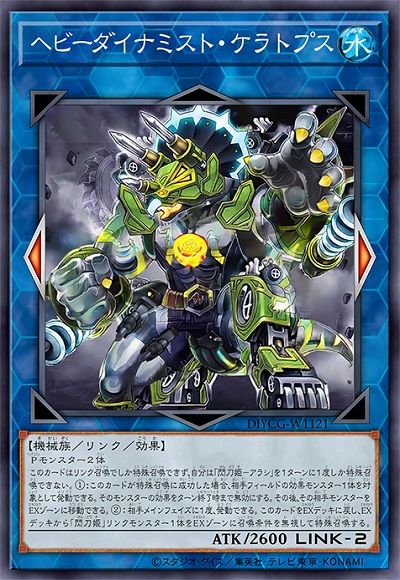 ヘビーダイナミスト・ケラトプス 水
DIYCG-W1121
【機械族／リンク／効果】
Ｐモンスター２体
このカードはリンク召喚でしか特殊召喚できず、自分は「閃刀姫－アラシ」を１ターンに１度しか特殊
召喚できない。①：このカードが特殊召喚に成功した場合、相手フィールドの効果モンスター１体を対
象として発動できる。そのモンスターの効果をターン終了時まで無効にする。その後、その相手モンスターを
EXゾーンに移動できる。②：相手メインフェイズに１度、発動できる。このカードをEXデッキに戻し、EX
デッキから「閃刀姫」リンクモンスター１体をEXゾーンに召喚条件を無視して特殊召喚する。
ATK/2600 LINK-2
©スタジオ・ダイス／集英社・テレビ東京・KONAMI